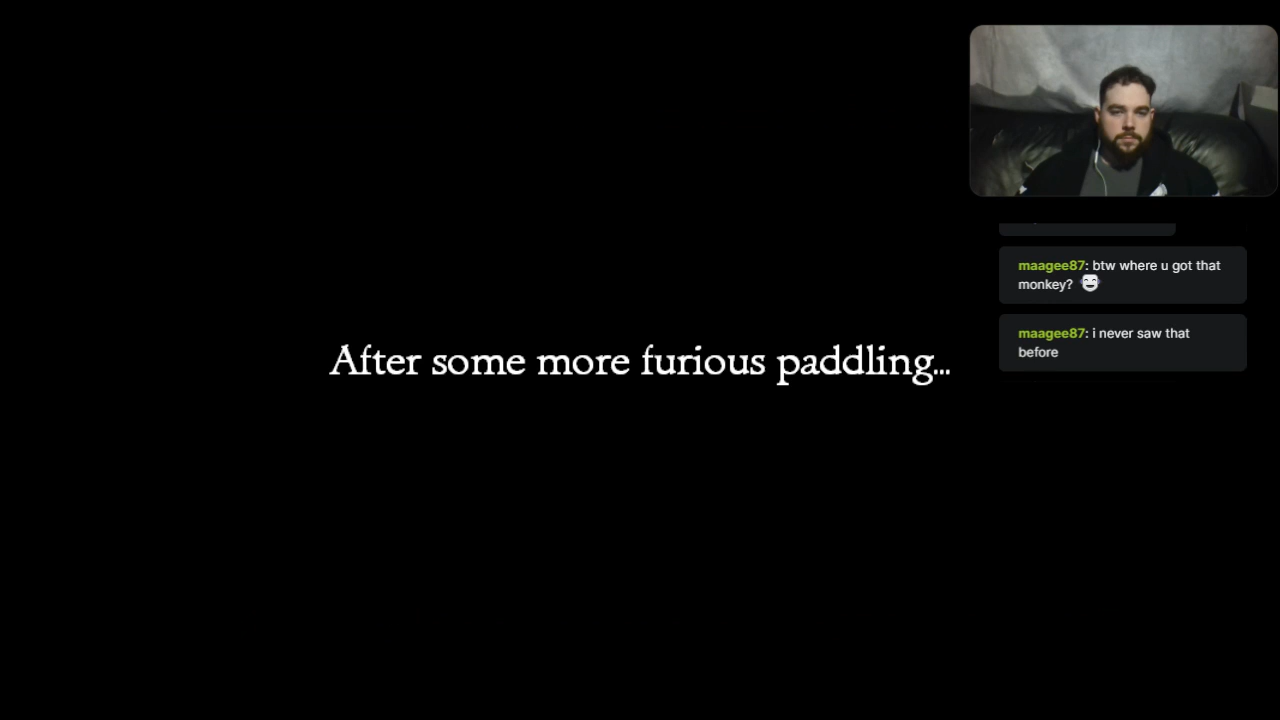 maagee87: btw where u got that
monkey?
maagee87: i never saw that
before
After some more furious paddling...